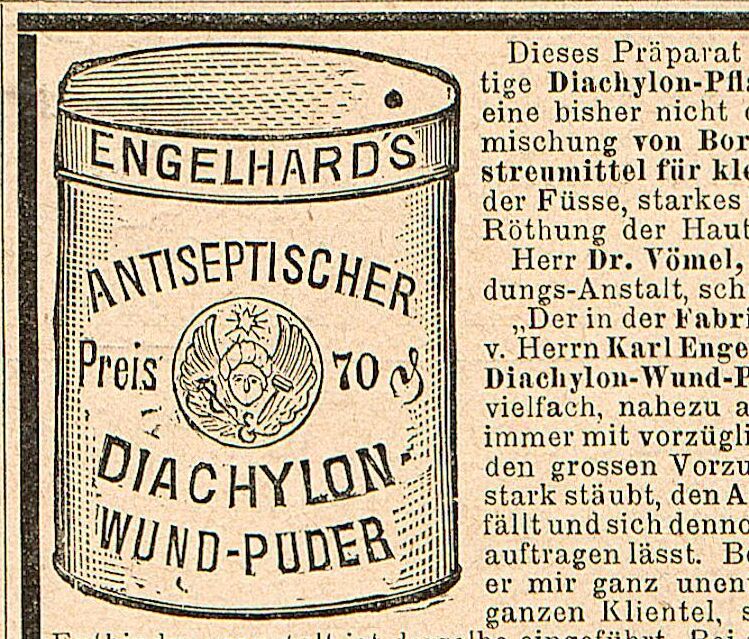 ENGELHARD'S
ANTISEPTISCHER
Preis 70 ₰
DIACHYLON-
WUND-PUDER
Dieses Präparat
tige Diachylon-Pfla
eine bisher nicht
mischung von Bor
streumittel für kle
der Füsse, starkes
Röthung der Haut
Herr Dr. Vömel,
dungs-Anstalt, sch
„Der in der Fabri
v. Herrn Karl Enge
Diachylon-Wund-P
vielfach, nahezu a
immer mit vorzügli
den grossen Vorzu
stark stäubt, den A
fällt und sich denno
auftragen lässt. Be
er mir ganz unen
ganzen Klientel, s